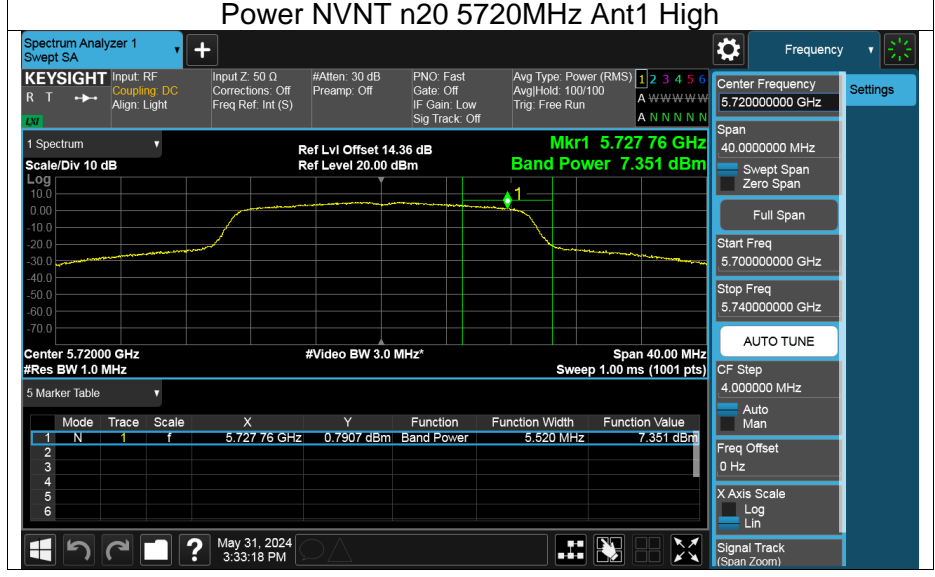 Power NVNT n20 5720MHz Ant1 High
Spectrum Analyzer 1
Swept SA
Frequency
KEYSIGHT
R T
LNI
Input: RF
Coupling: DC
Align: Light
Input Z: 50 Ω
Corrections: Off
Freq Ref: Int (S)
#Atten: 30 dB
Preamp: Off
PNO: Fast
Gate: Off
IF Gain: Low
Sig Track: Off
Avg Type: Power (RMS)
Avg|Hold: 100/100
Trig: Free Run
1 2 3 4 5 6
A W W W W W
A N N N N N
1 Spectrum
Scale/Div 10 dB
Ref Lvl Offset 14.36 dB
Ref Level 20.00 dBm
Mkr1 5.727 76 GHz
Band Power 7.351 dBm
Log
10.0
0.00
-10.0
-20.0
-30.0
-40.0
-50.0
-60.0
-70.0
1
Center 5.72000 GHz
#Res BW 1.0 MHz
#Video BW 3.0 MHz*
Span 40.00 MHz
Sweep 1.00 ms (1001 pts)
5 Marker Table
Mode Trace Scale X Y Function Function Width Function Value
1 N 1 f 5.727 76 GHz 0.7907 dBm Band Power 5.520 MHz 7.351 dBm
2
3
4
5
6
May 31, 2024
3:33:18 PM
Center Frequency
5.720000000 GHz
Settings
Span
40.0000000 MHz
Swept Span
Zero Span
Full Span
Start Freq
5.700000000 GHz
Stop Freq
5.740000000 GHz
AUTO TUNE
CF Step
4.000000 MHz
Auto
Man
Freq Offset
0 Hz
X Axis Scale
Log
Lin
Signal Track
(Span Zoom)